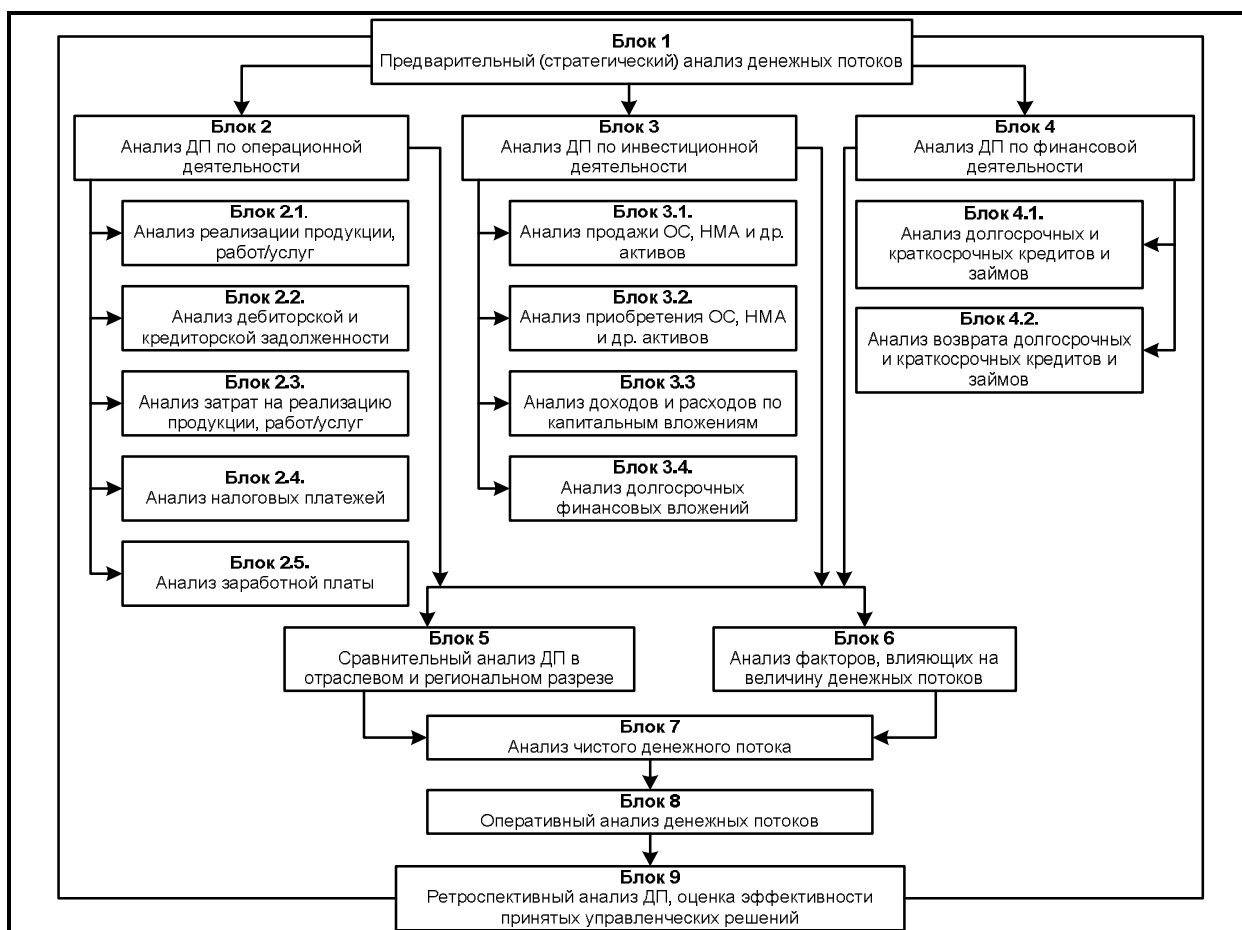 Блок 1
Предварительный (стратегический) анализ денежных потоков
Блок 2
Анализ ДП по операционной
деятельности
Блок 3
Анализ ДП по инвестиционной
деятельности
Блок 4
Анализ ДП по финансовой
деятельности
Блок 2.1.
Анализ реализации продукции,
работ/услуг
Блок 2.2.
Анализ дебиторской и
кредиторской задолженности
Блок 2.3.
Анализ затрат на реализацию
продукции, работ/услуг
Блок 2.4.
Анализ налоговых платежей
Блок 2.5.
Анализ заработной платы
Блок 3.1.
Анализ продажи ОС, НМА и др.
активов
Блок 3.2.
Анализ приобретения ОС, НМА
и др. активов
Блок 3.3
Анализ доходов и расходов по
капитальным вложениям
Блок 3.4.
Анализ долгосрочных
финансовых вложений
Блок 4.1.
Анализ долгосрочных и
краткосрочных кредитов и
займов
Блок 4.2.
Анализ возврата долгосрочных
и краткосрочных кредитов и
займов
Блок 5
Сравнительный анализ ДП в
отраслевом и региональном разрезе
Блок 6
Анализ факторов, влияющих на
величину денежных потоков
Блок 7
Анализ чистого денежного потока
Блок 8
Оперативный анализ денежных потоков
Блок 9
Ретроспективный анализ ДП, оценка эффективности
принятых управленческих решений